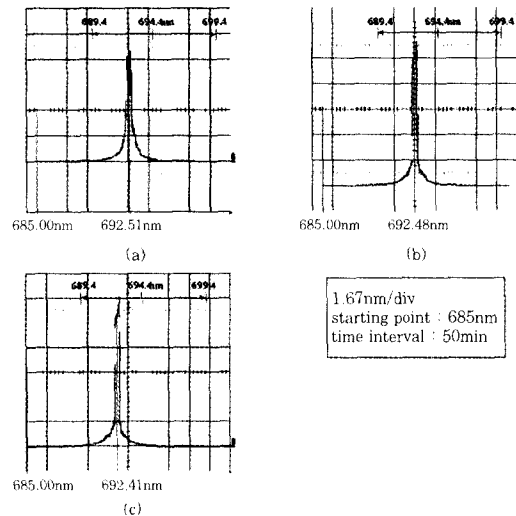 689.4 694.4nm 699.4
685.00nm 692.51nm
(a)
689.4 694.4nm 699.4
685.00nm 692.48nm
(b)
689.4 694.4nm 699.4
685.00nm 692.41nm
(c)
1.67nm/div
starting point : 685nm
time interval : 50min